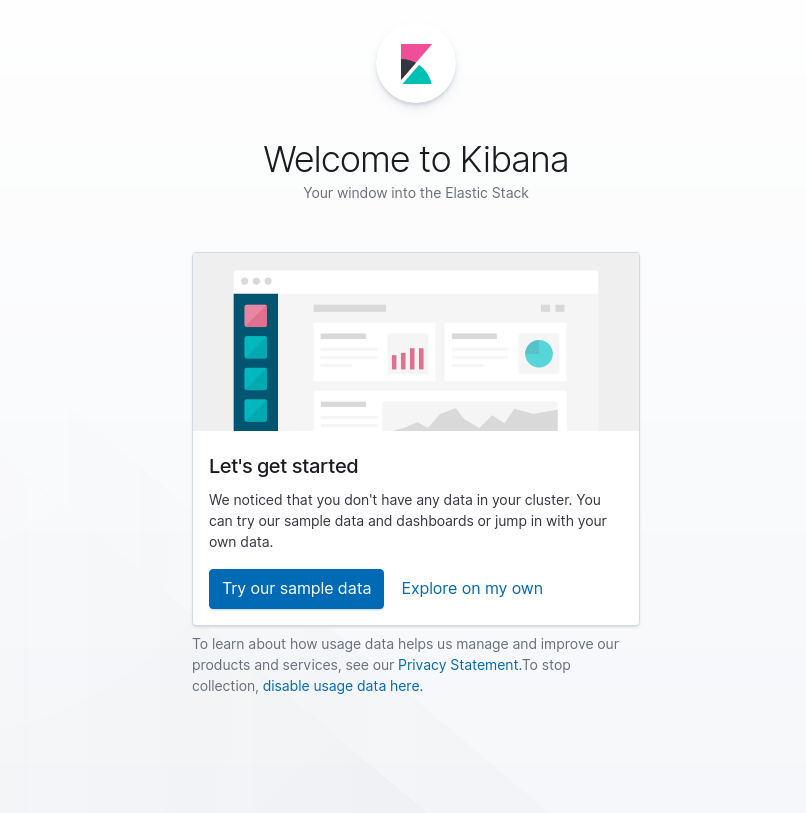 Welcome to Kibana
Your window into the Elastic Stack
Let's get started
We noticed that you don't have any data in your cluster. You
can try our sample data and dashboards or jump in with your
own data.
Try our sample data
Explore on my own
To learn about how usage data helps us manage and improve our
products and services, see our Privacy Statement.To stop
collection, disable usage data here.